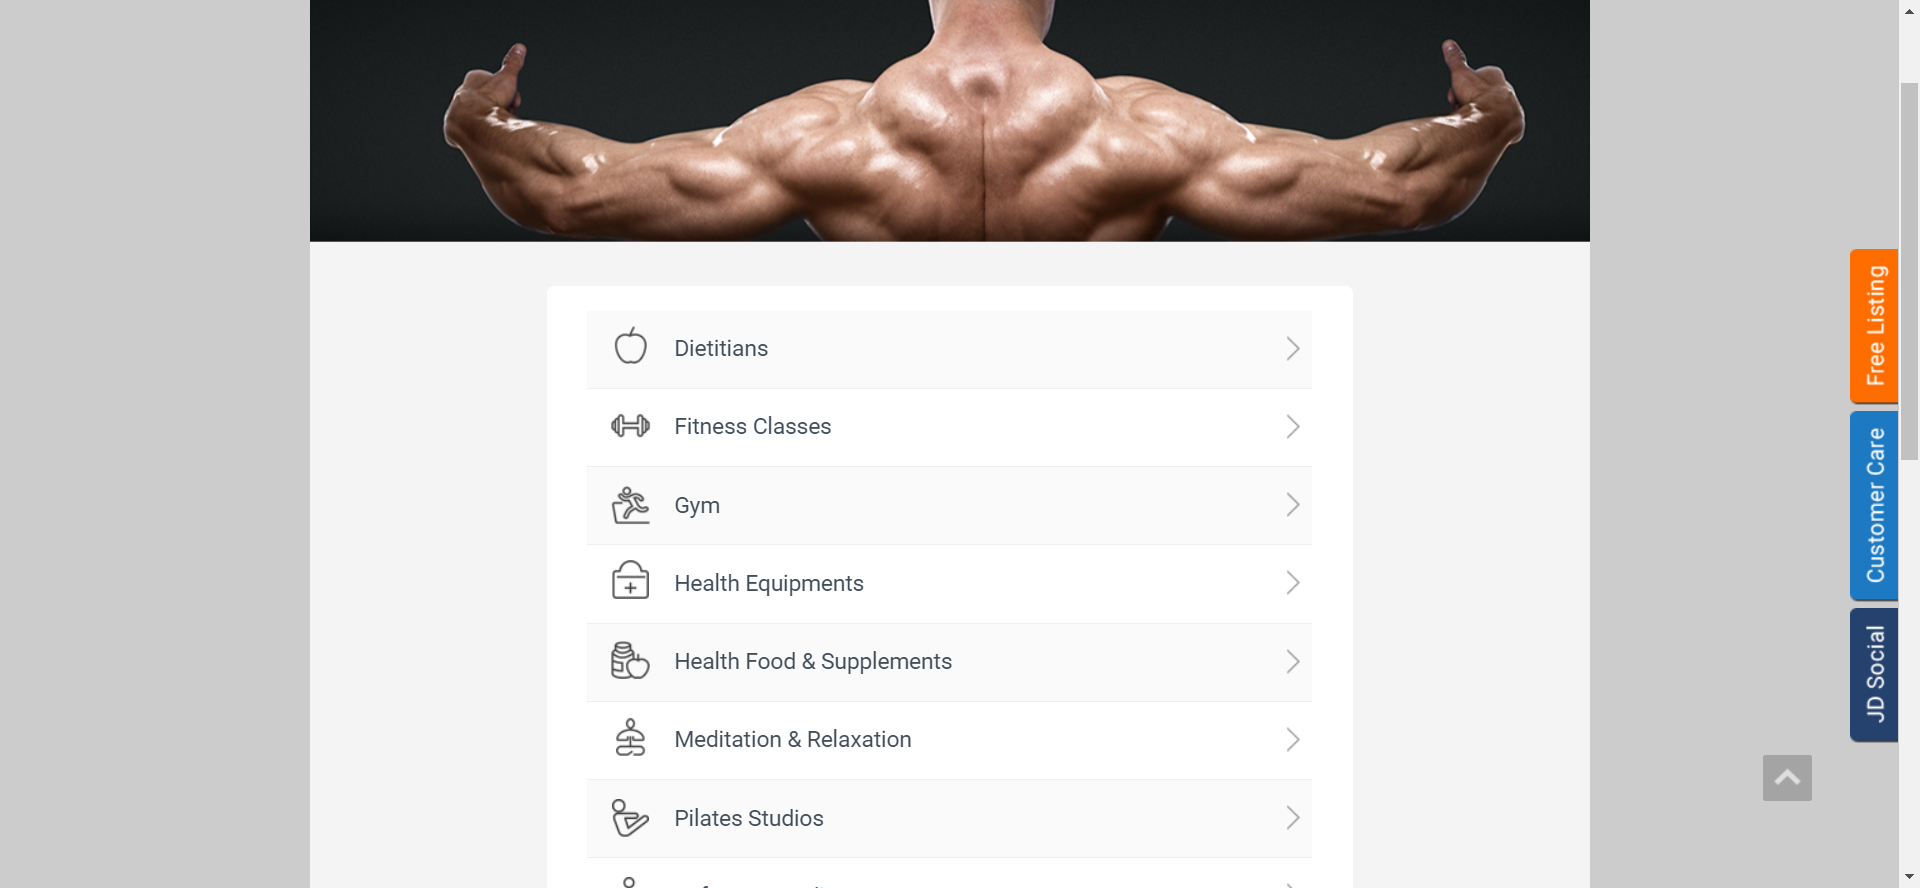 Dietitians
Fitness Classes
Gym
Health Equipments
Health Food & Supplements
Meditation & Relaxation
Pilates Studios
Free Listing
Customer Care
JD Social